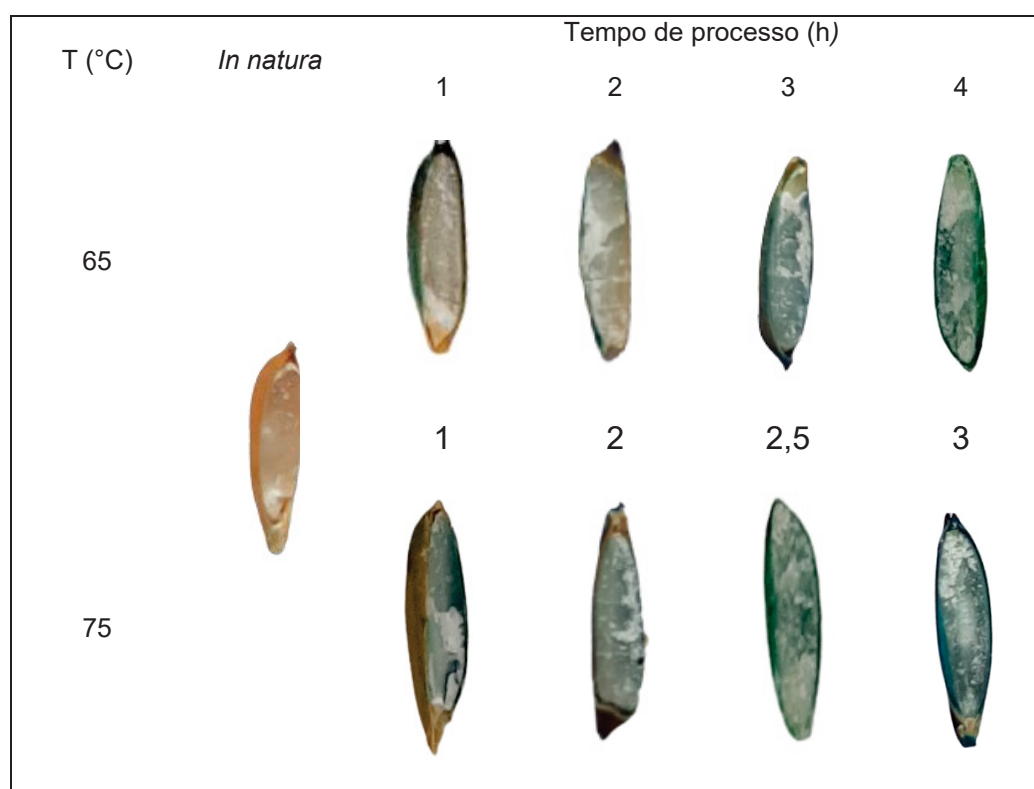 Tempo de processo (h)
T (°C) In natura
1 2 3 4
65
1 2 2,5 3
75